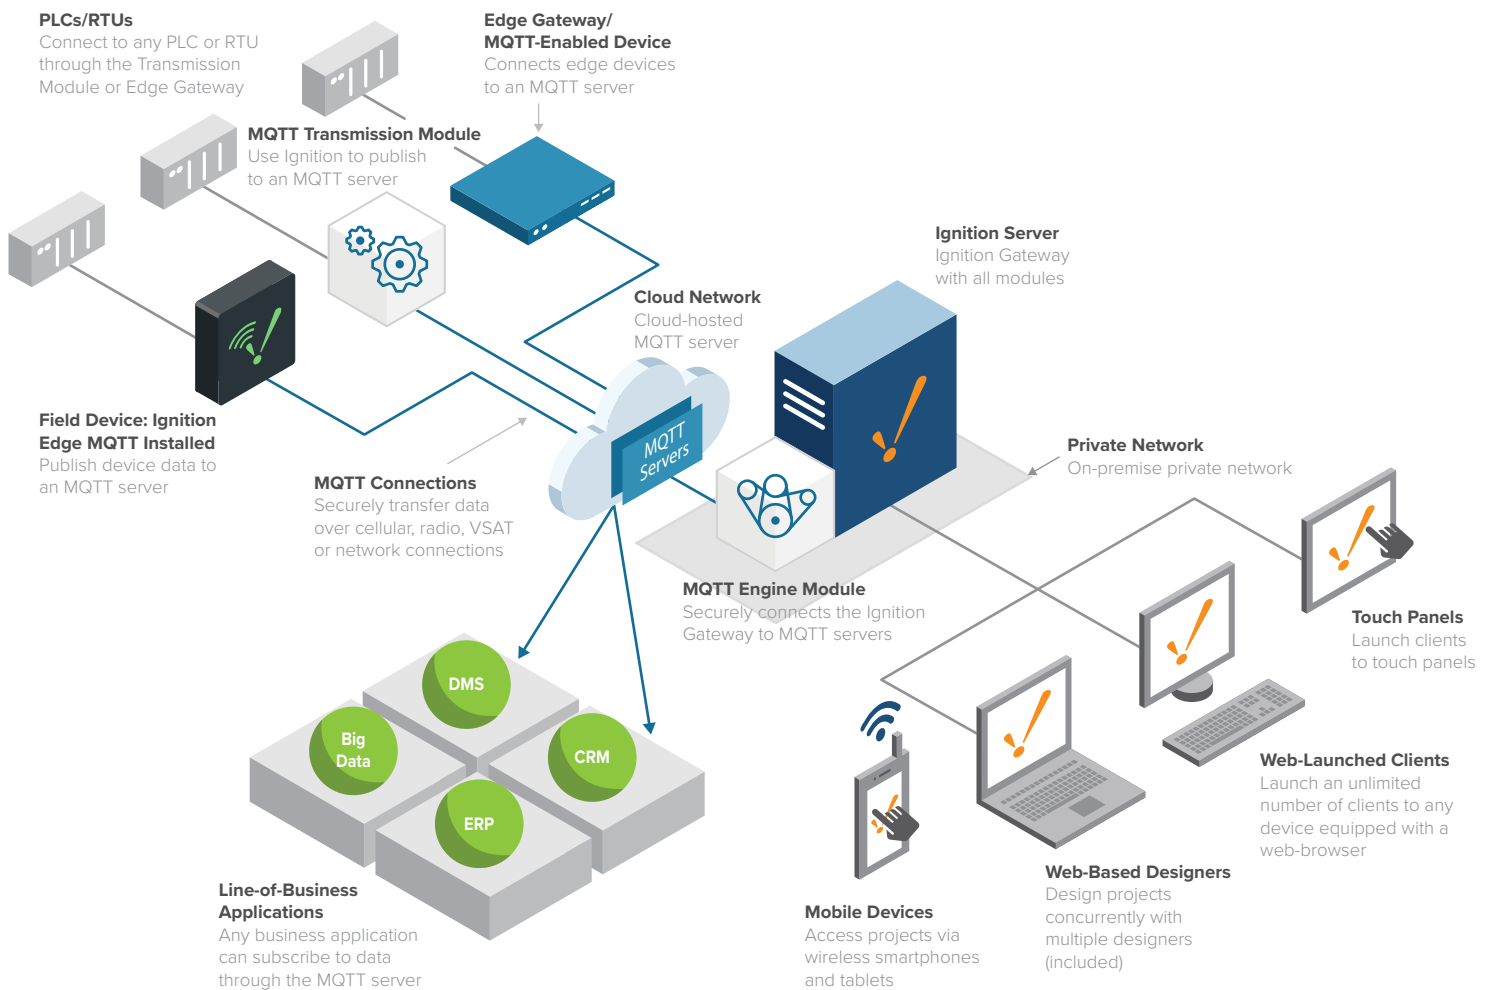 PLCs/RTUs
Connect to any PLC or RTU
through the Transmission
Module or Edge Gateway
Edge Gateway/
MQTT-Enabled Device
Connects edge devices
to an MQTT server
MQTT Transmission Module
Use Ignition to publish
to an MQTT server
Ignition Server
Ignition Gateway
with all modules
Cloud Network
Cloud-hosted
MQTT server
Field Device: Ignition
Edge MQTT Installed
Publish device data to
an MQTT server
MQTT
Servers
MQTT Connections
Securely transfer data
over cellular, radio, VSAT
or network connections
Private Network
On-premise private network
MQTT Engine Module
Securely connects the Ignition
Gateway to MQTT servers
Touch Panels
Launch clients
to touch panels
DMS
Big
Data
CRM
ERP
Web-Launched Clients
Launch an unlimited
number of clients to any
device equipped with a
web-browser
Web-Based Designers
Design projects
concurrently with
multiple designers
(included)
Line-of-Business
Applications
Any business application
can subscribe to data
through the MQTT server
Mobile Devices
Access projects via
wireless smartphones
and tablets